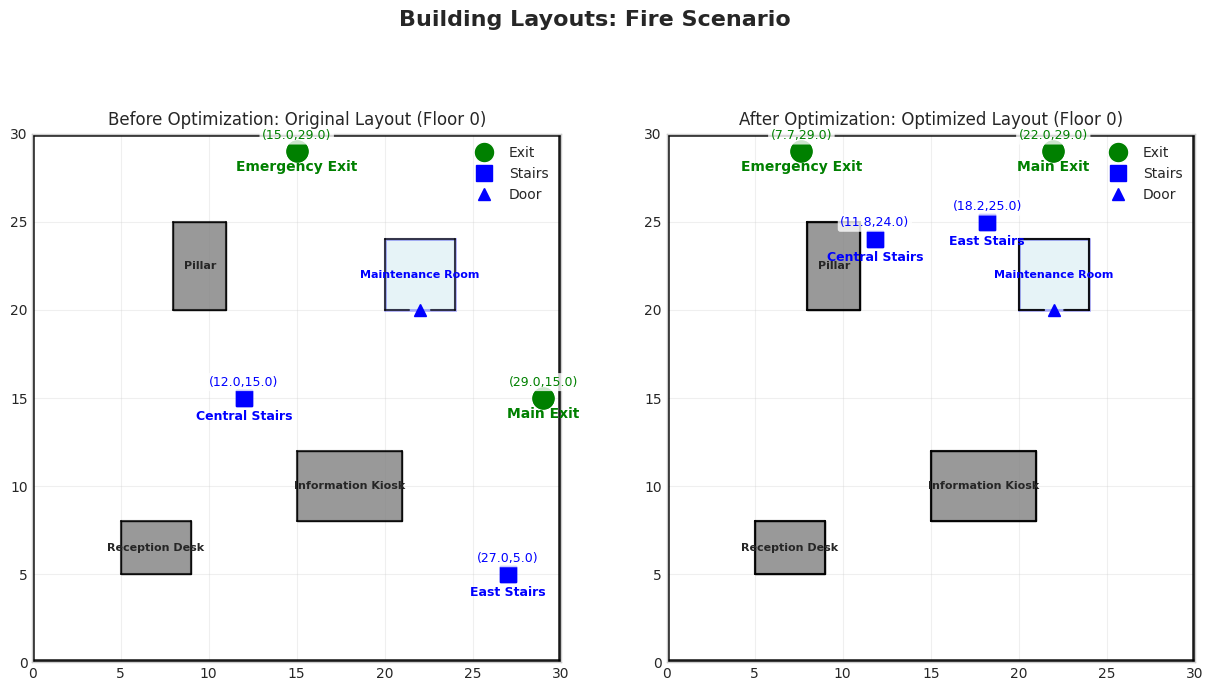 Building Layouts: Fire Scenario
Before Optimization: Original Layout (Floor 0)
30
25
20
15
10
5
0
0
5
10
15
20
25
30
(15.0,29.0)
Emergency Exit
Exit
Stairs
Door
Pillar
Maintenance Room
(12.0,15.0)
Central Stairs
(29.0,15.0)
Main Exit
Information Kiosk
Reception Desk
(27.0,5.0)
East Stairs
After Optimization: Optimized Layout (Floor 0)
30
25
20
15
10
5
0
0
5
10
15
20
25
30
(7.7,29.0)
Emergency Exit
(22.0,29.0)
Main Exit
Exit
Stairs
Door
(11.8,24.0)
Central Stairs
(18.2,25.0)
East Stairs
Pillar
Maintenance Room
Information Kiosk
Reception Desk